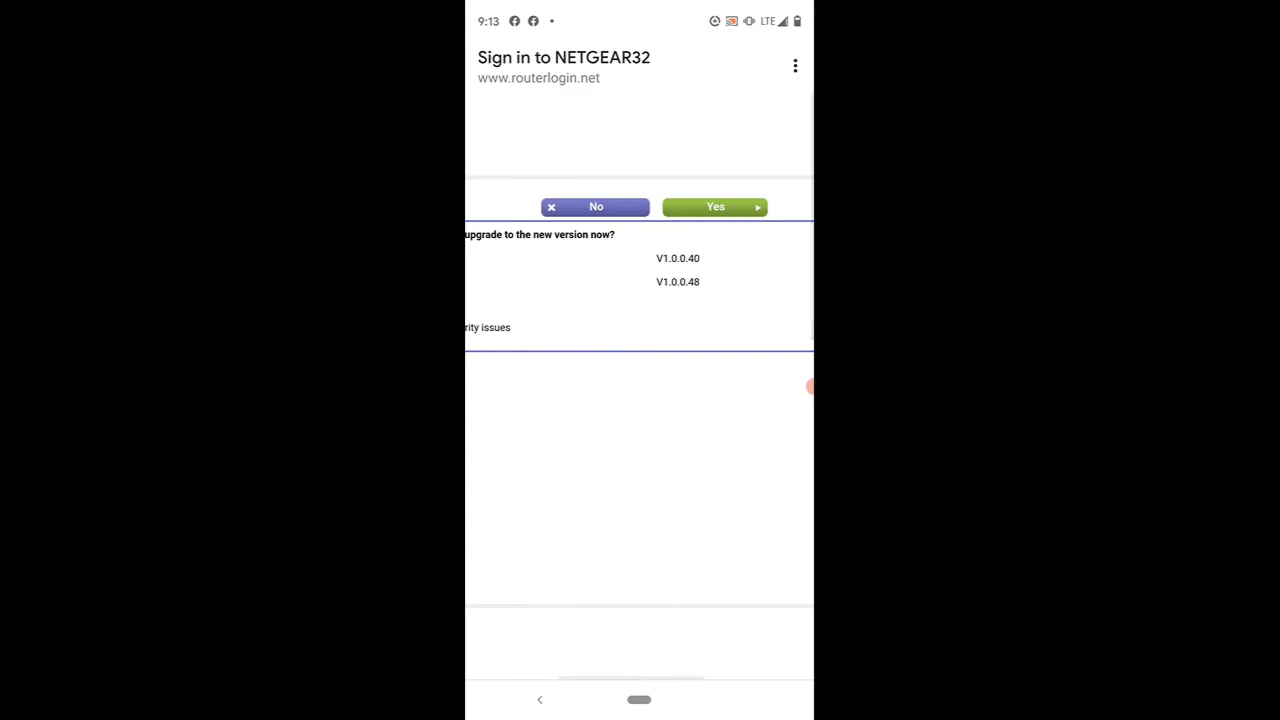 9:13 LTE
Sign in to NETGEAR32
www.routerlogin.net
No Yes
upgrade to the new version now?
V1.0.0.40
V1.0.0.48
rity issues